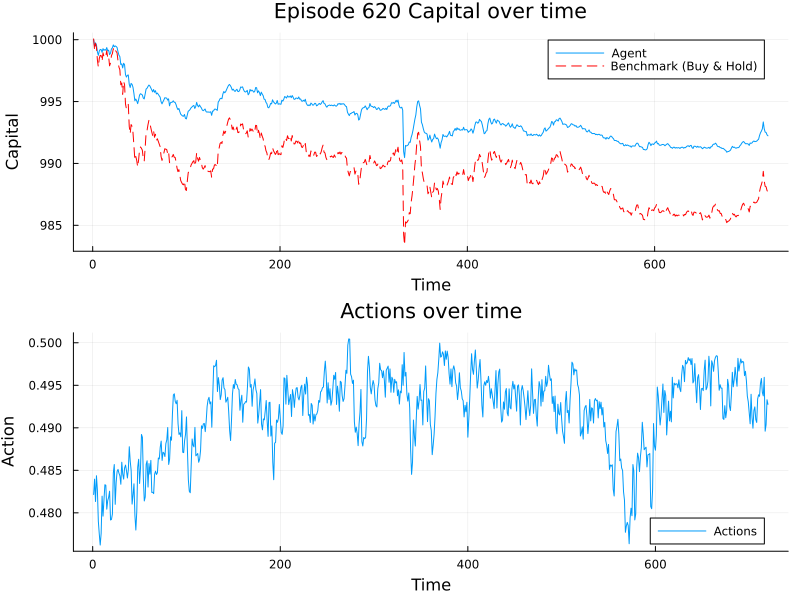 Episode 620 Capital over time
1000
995
990
985
Capital
Agent
Benchmark (Buy & Hold)
0
200
400
600
Time
Actions over time
0.500
0.495
0.490
0.485
0.480
Action
Actions
0
200
400
600
Time